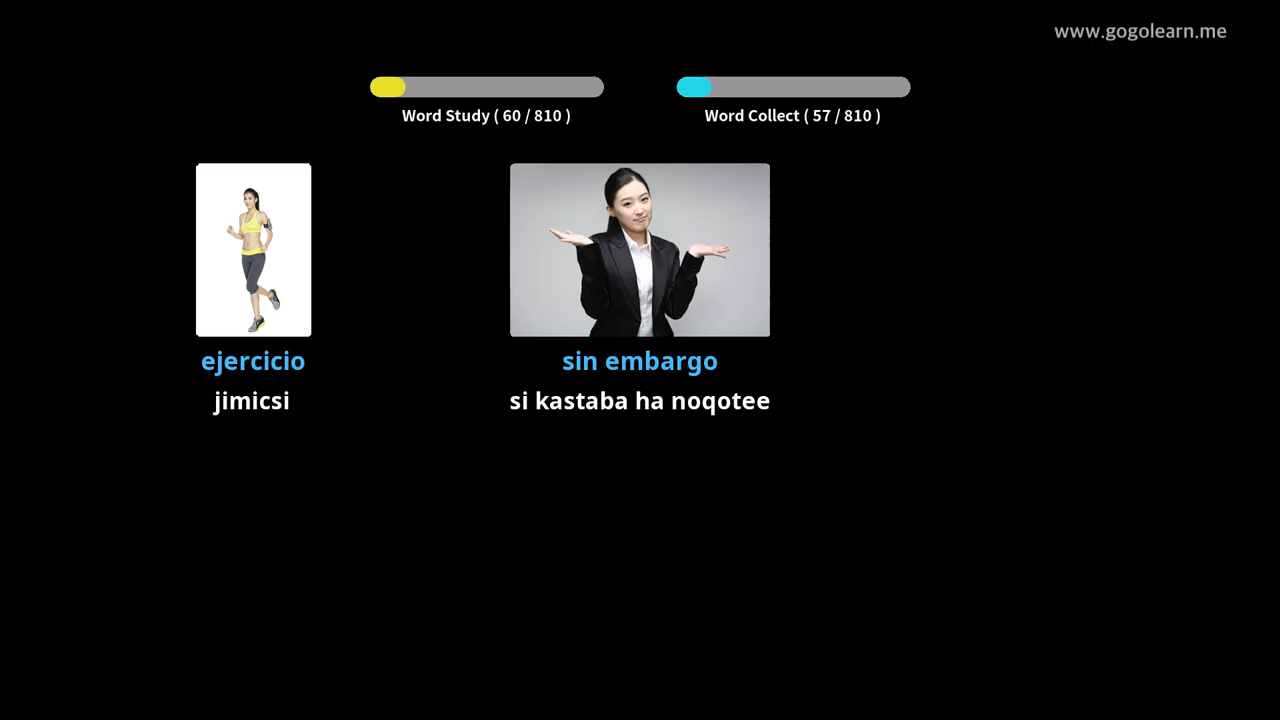 www.gogolearn.me
Word Study ( 60 / 810 )
Word Collect ( 57 / 810 )
ejercicio
jimicsi
sin embargo
si kastaba ha noqotee